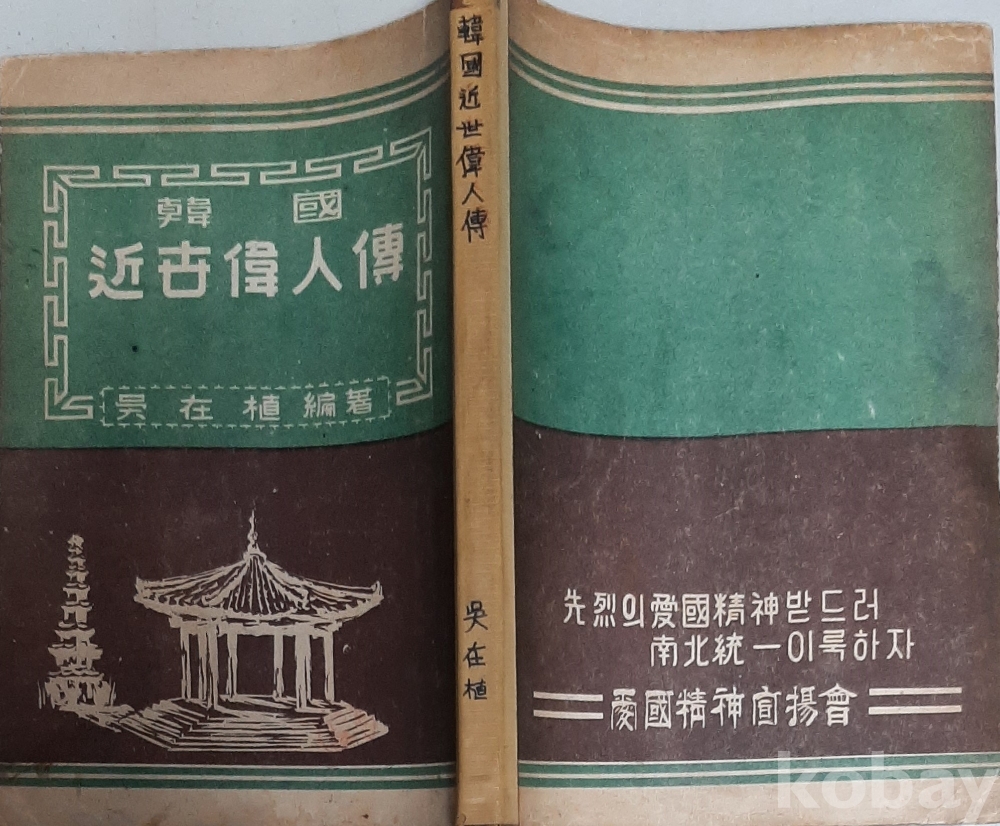 韓國
近世偉人傳
吳在植編著
韓國近世偉人傳
吳在植
先烈의愛國精神받드러
南北統一이룩하자
愛國精神宣揚會
kobay